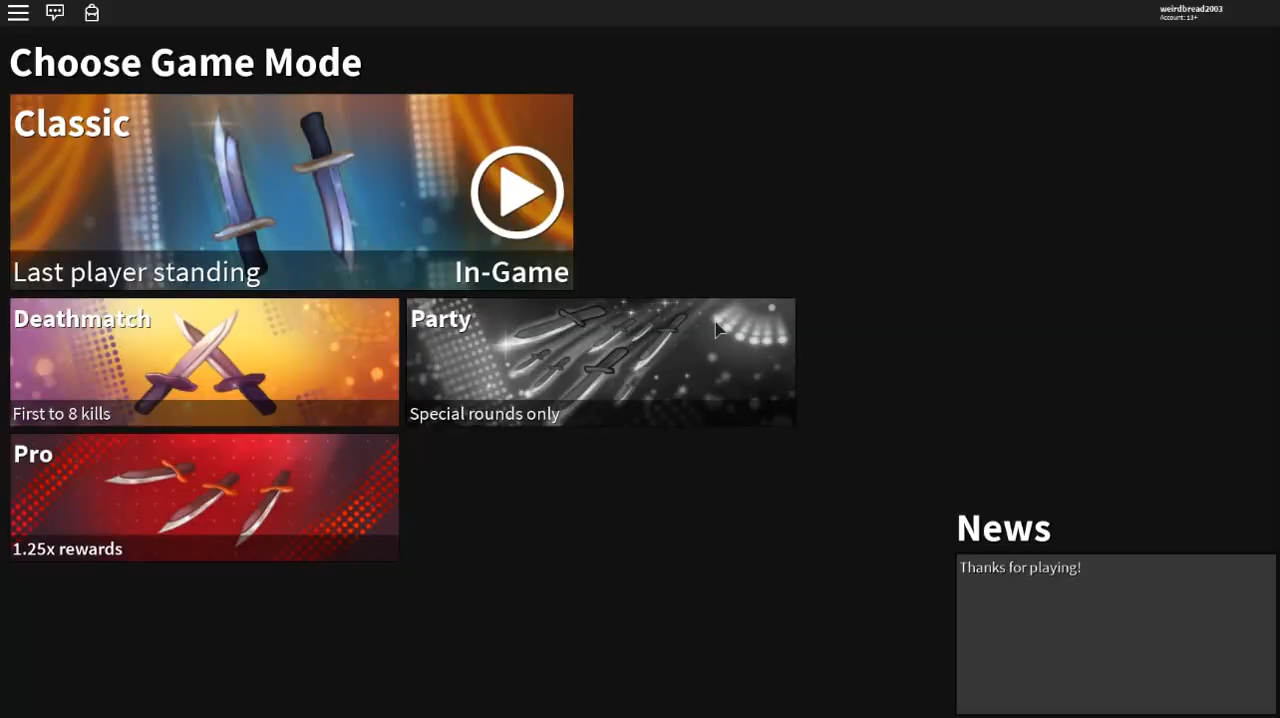 weirdbread2003
Account: 13+
Choose Game Mode
Classic
Last player standing
In-Game
Deathmatch
First to 8 kills
Party
Special rounds only
Pro
1.25x rewards
News
Thanks for playing!